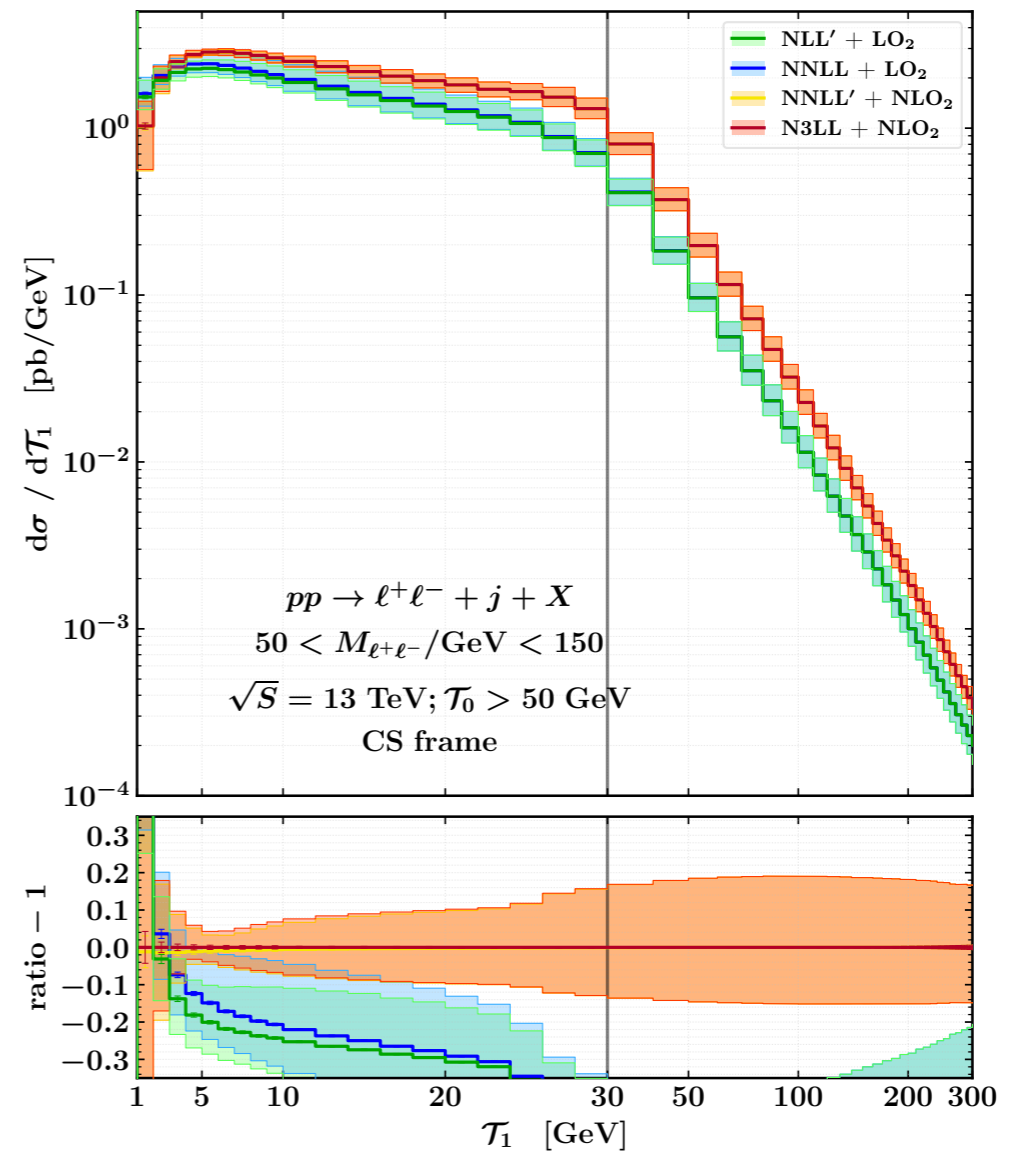 NLL′ + LO₂
NNLL + LO₂
NNLL′ + NLO₂
N3LL + NLO₂
10⁰
10⁻¹
10⁻²
10⁻³
10⁻⁴
dσ / d𝒯₁ [pb/GeV]
pp → ℓ⁺ℓ⁻ + j + X
50 < M_ℓ⁺ℓ⁻/GeV < 150
√S = 13 TeV; 𝒯₀ > 50 GeV
CS frame
0.3
0.2
0.1
0.0
−0.1
−0.2
−0.3
ratio − 1
1 5 10 20 30 50 100 200 300
𝒯₁ [GeV]